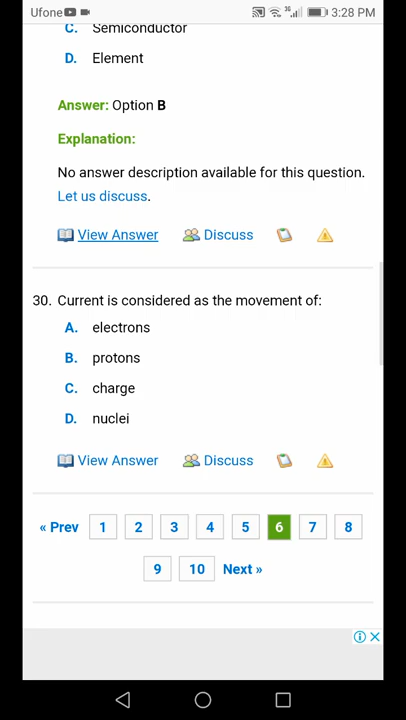 Ufone 3G 3:28 PM
C. Semiconductor
D. Element
Answer: Option B
Explanation:
No answer description available for this question.
Let us discuss.
View Answer Discuss
30. Current is considered as the movement of:
A. electrons
B. protons
C. charge
D. nuclei
View Answer Discuss
« Prev 1 2 3 4 5 6 7 8
9 10 Next »